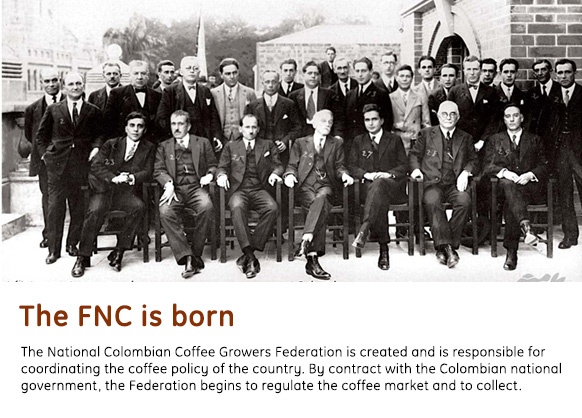 The FNC is born
The National Colombian Coffee Growers Federation is created and is responsible for
coordinating the coffee policy of the country. By contract with the Colombian national
government, the Federation begins to regulate the coffee market and to collect.